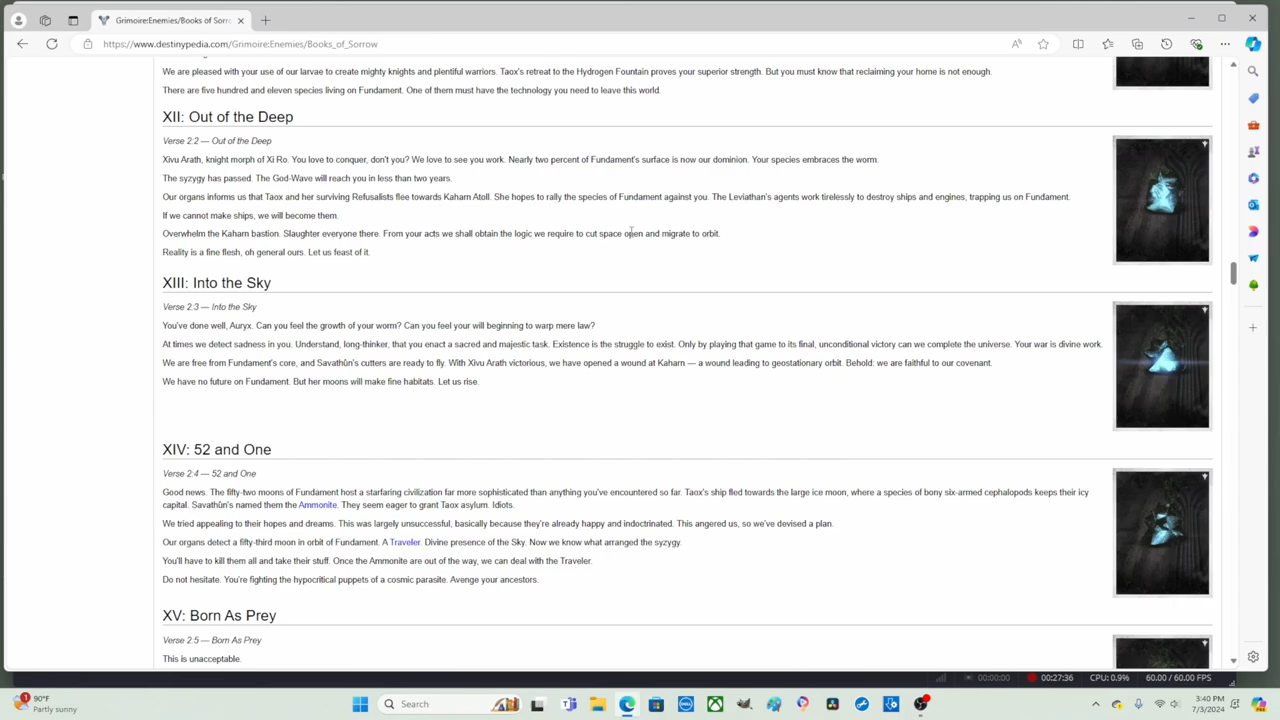 Grimoire:Enemies/Books of Sorro
https://www.destinypedia.com/Grimoire:Enemies/Books_of_Sorrow
We are pleased with your use of our larvae to create mighty knights and plentiful warriors. Taox's retreat to the Hydrogen Fountain proves your superior strength. But you must know that reclaiming your home is not enough.
There are five hundred and eleven species living on Fundament. One of them must have the technology you need to leave this world.
XII: Out of the Deep
Verse 2:2 — Out of the Deep
Xivu Arath, knight morph of Xi Ro. You love to conquer, don't you? We love to see you work. Nearly two percent of Fundament's surface is now our dominion. Your species embraces the worm.
The syzygy has passed. The God-Wave will reach you in less than two years.
Our organs informs us that Taox and her surviving Refusalists flee towards Kaharn Atoll. She hopes to rally the species of Fundament against you. The Leviathan's agents work tirelessly to destroy ships and engines, trapping us on Fundament.
If we cannot make ships, we will become them.
Overwhelm the Kaharn bastion. Slaughter everyone there. From your acts we shall obtain the logic we require to cut space open and migrate to orbit.
Reality is a fine flesh, oh general ours. Let us feast of it.
XIII: Into the Sky
Verse 2:3 — Into the Sky
You've done well, Auryx. Can you feel the growth of your worm? Can you feel your will beginning to warp mere law?
At times we detect sadness in you. Understand, long-thinker, that you enact a sacred and majestic task. Existence is the struggle to exist. Only by playing that game to its final, unconditional victory can we complete the universe. Your war is divine work.
We are free from Fundament's core, and Savathûn's cutters are ready to fly. With Xivu Arath victorious, we have opened a wound at Kaharn — a wound leading to geostationary orbit. Behold: we are faithful to our covenant.
We have no future on Fundament. But her moons will make fine habitats. Let us rise.
XIV: 52 and One
Verse 2:4 — 52 and One
Good news. The fifty-two moons of Fundament host a starfaring civilization far more sophisticated than anything you've encountered so far. Taox's ship fled towards the large ice moon, where a species of bony six-armed cephalopods keeps their icy
capital. Savathûn's named them the Ammonite. They seem eager to grant Taox asylum. Idiots.
We tried appealing to their hopes and dreams. This was largely unsuccessful, basically because they're already happy and indoctrinated. This angered us, so we've devised a plan.
Our organs detect a fifty-third moon in orbit of Fundament. A Traveler. Divine presence of the Sky. Now we know what arranged the syzygy.
You'll have to kill them all and take their stuff. Once the Ammonite are out of the way, we can deal with the Traveler.
Do not hesitate. You're fighting the hypocritical puppets of a cosmic parasite. Avenge your ancestors.
XV: Born As Prey
Verse 2:5 — Born As Prey
This is unacceptable.
00:00:00 00:27:36 CPU: 0.9% 60.00 / 60.00 FPS
1 90°F
Partly sunny
Search
3:40 PM
7/3/2024